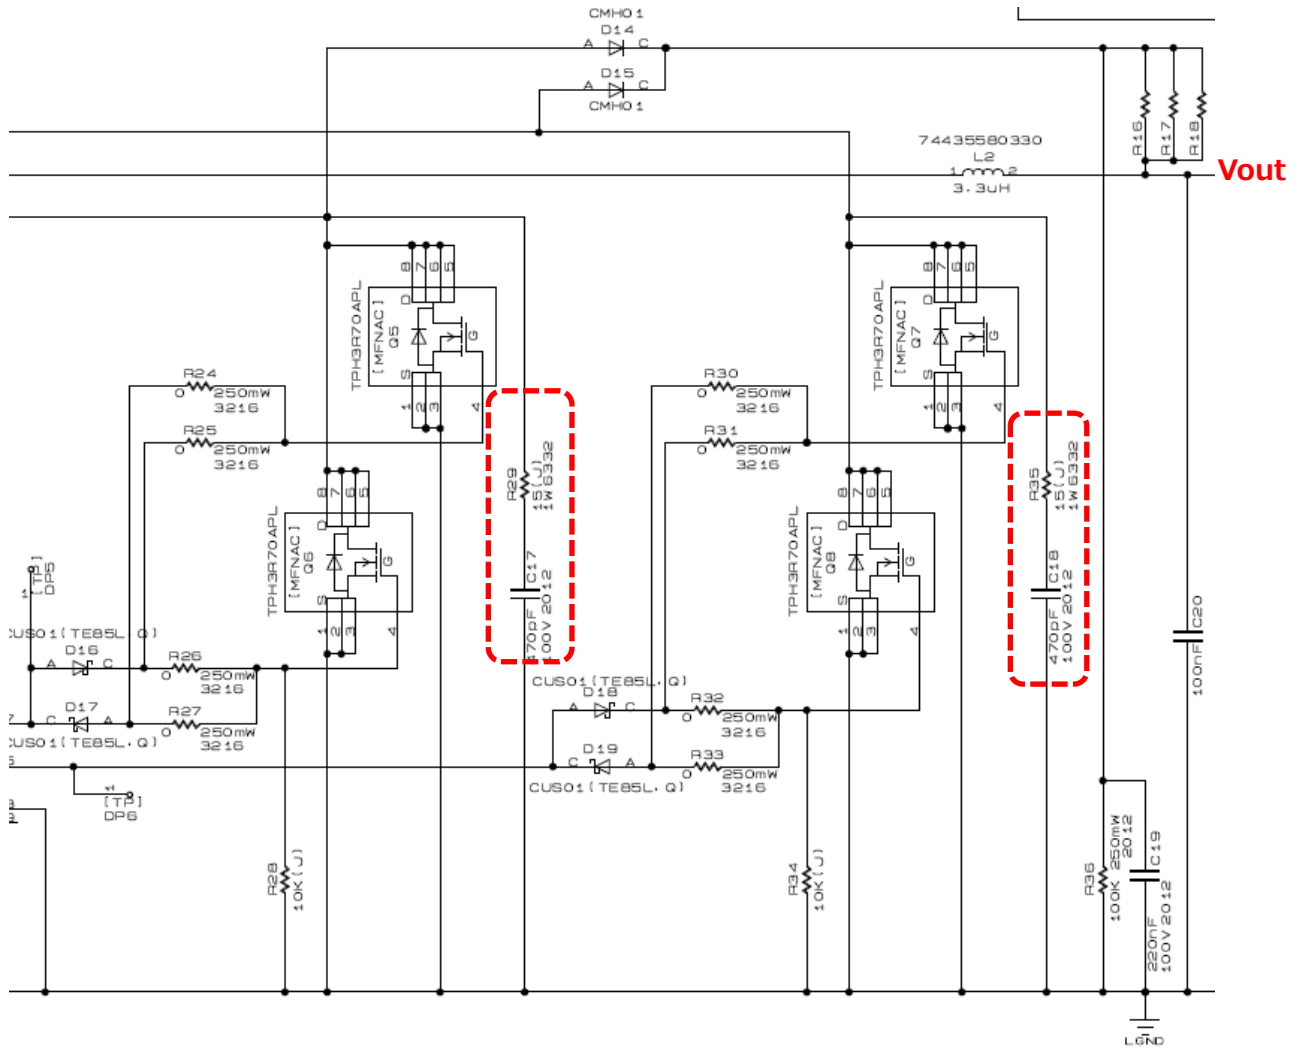 CMH01
D14
A C
D15
A C
CMH01
R16
R17
R18
74435580330
L2
1 2
3.3uH
Vout
8
7
6
5
D
TPH3R70APL
[MFNAC]
Q5
G
S
1
2
3
4
8
7
6
5
D
TPH3R70APL
[MFNAC]
Q7
G
S
1
2
3
4
R24
0 250mW
3216
R25
0 250mW
3216
R30
0 250mW
3216
R31
0 250mW
3216
R29
15(J)
1W 6332
R35
15(J)
1W 6332
8
7
6
5
D
TPH3R70APL
[MFNAC]
Q6
G
S
1
2
3
4
8
7
6
5
D
TPH3R70APL
[MFNAC]
Q8
G
S
1
2
3
4
C17
470pF
100V 2012
C18
470pF
100V 2012
C20
100nF
1
[TP]
DP5
CUS01(TE85L,Q)
D16
A C
R26
0 250mW
3216
D17
C A
R27
0 250mW
3216
CUS01(TE85L,Q)
CUS01(TE85L,Q)
D18
A C
R32
0 250mW
3216
D19
C A
R33
0 250mW
3216
CUS01(TE85L,Q)
1
[TP]
DP6
R28
10K(J)
R34
10K(J)
R36
100K 250mW
2012
C19
220nF
100V 2012
LGND